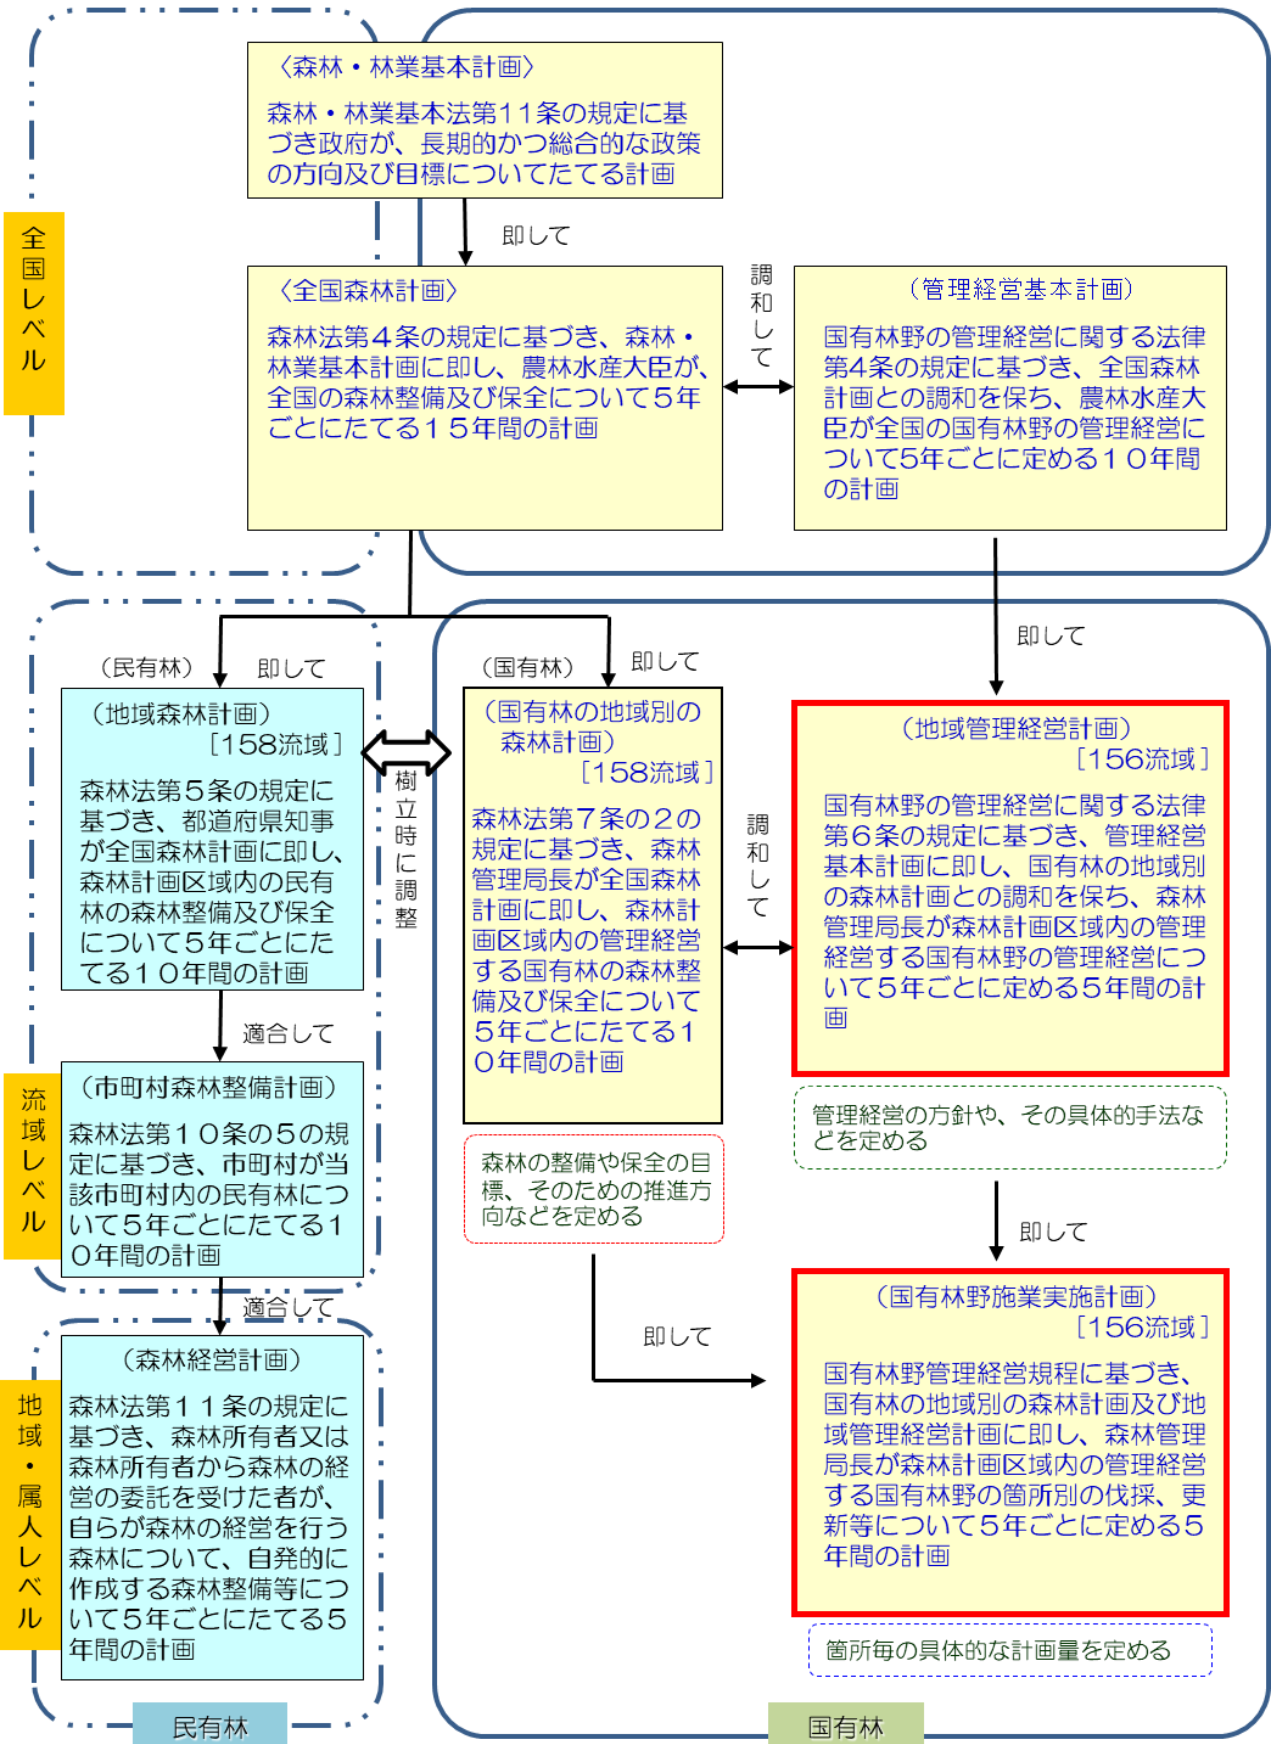 〈森林・林業基本計画〉
森林・林業基本法第11条の規定に基
づき政府が、長期的かつ総合的な政策
の方向及び目標についてたてる計画
全国レベル
即して
〈全国森林計画〉
森林法第４条の規定に基づき、森林・
林業基本計画に即し、農林水産大臣が、
全国の森林整備及び保全について５年
ごとにたてる１５年間の計画
調和して
（管理経営基本計画）
国有林野の管理経営に関する法律
第4条の規定に基づき、全国森林
計画との調和を保ち、農林水産大
臣が全国の国有林野の管理経営に
ついて5年ごとに定める１０年間
の計画
即して
（民有林）
即して
（国有林）
即して
（地域森林計画）
［158流域］
森林法第５条の規定に
基づき、都道府県知事
が全国森林計画に即し、
森林計画区域内の民有
林の森林整備及び保全
について５年ごとにた
てる１０年間の計画
樹立時に調整
（国有林の地域別の
森林計画）
［158流域］
森林法第７条の２の
規定に基づき、森林
管理局長が全国森林
計画に即し、森林計
画区域内の管理経営
する国有林の森林整
備及び保全について
５年ごとにたてる１
０年間の計画
調和して
（地域管理経営計画）
［156流域］
国有林野の管理経営に関する法律
第６条の規定に基づき、管理経営
基本計画に即し、国有林の地域別
の森林計画との調和を保ち、森林
管理局長が森林計画区域内の管理
経営する国有林野の管理経営につ
いて５年ごとに定める５年間の計
画
適合して
流域レベル
（市町村森林整備計画）
森林法第１０条の５の規
定に基づき、市町村が当
該市町村内の民有林につ
いて５年ごとにたてる１
０年間の計画
森林の整備や保全の目
標、そのための推進方
向などを定める
管理経営の方針や、その具体的手法な
どを定める
即して
適合して
即して
地域・属人レベル
（森林経営計画）
森林法第１１条の規定に
基づき、森林所有者又は
森林所有者から森林の経
営の委託を受けた者が、
自らが森林の経営を行う
森林について、自発的に
作成する森林整備等につ
いて５年ごとにたてる５
年間の計画
（国有林野施業実施計画）
［156流域］
国有林野管理経営規程に基づき、
国有林の地域別の森林計画及び地
域管理経営計画に即し、森林管理
局長が森林計画区域内の管理経営
する国有林野の箇所別の伐採、更
新等について５年ごとに定める５
年間の計画
箇所毎の具体的な計画量を定める
民有林
国有林